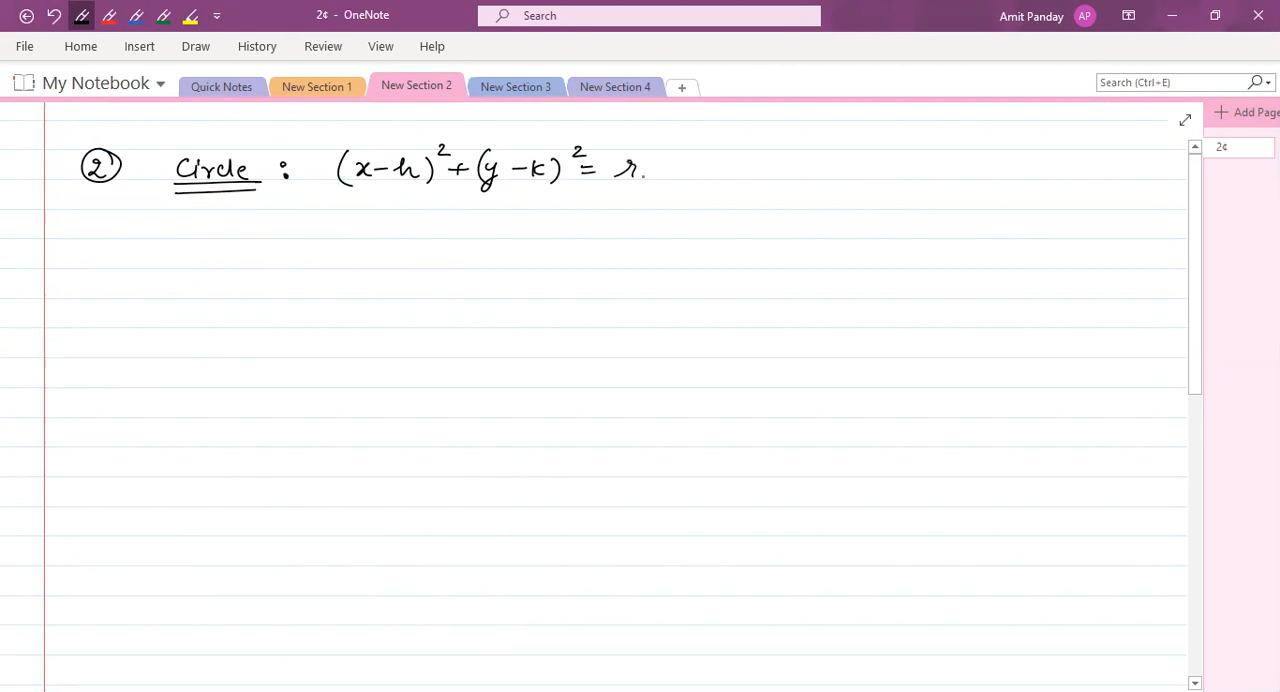 2¢ - OneNote
Search
Amit Panday
AP
File Home Insert Draw History Review View Help
My Notebook
Quick Notes
New Section 1
New Section 2
New Section 3
New Section 4
+
Search (Ctrl+E)
Add Page
2¢
② Circle : (x-h)²+(y-k)²= r